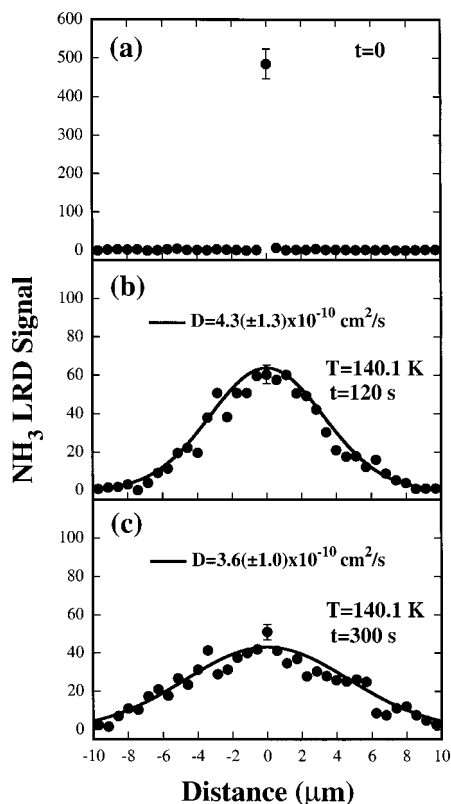 NH3 LRD Signal
600
(a)
t=0
500
400
300
200
100
0
(b)
100
D=4.3(±1.3)x10-10 cm2/s
80
T=140.1 K
60
t=120 s
40
20
0
(c)
100
D=3.6(±1.0)x10-10 cm2/s
80
T=140.1 K
60
t=300 s
40
20
0
-10 -8 -6 -4 -2 0 2 4 6 8 10
Distance (μm)